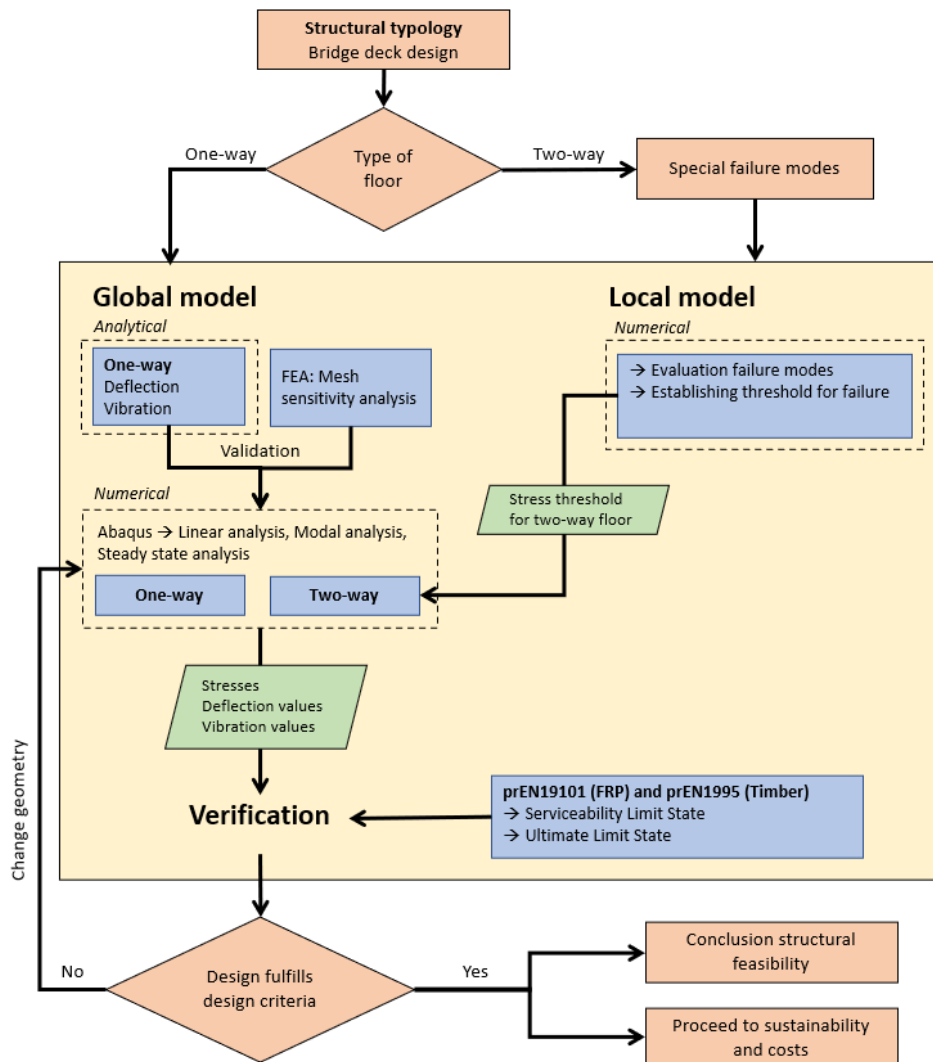 Structural typology
Bridge deck design
Type of
floor
One-way
Two-way
Special failure modes
Global model
Analytical
One-way
Deflection
Vibration
FEA: Mesh
sensitivity analysis
Validation
Local model
Numerical
→ Evaluation failure modes
→ Establishing threshold for failure
Stress threshold
for two-way floor
Numerical
Abaqus → Linear analysis, Modal analysis,
Steady state analysis
One-way
Two-way
Stresses
Deflection values
Vibration values
Verification
prEN19101 (FRP) and prEN1995 (Timber)
→ Serviceability Limit State
→ Ultimate Limit State
Change geometry
Design fulfills
design criteria
No
Yes
Conclusion structural
feasibility
Proceed to sustainability
and costs